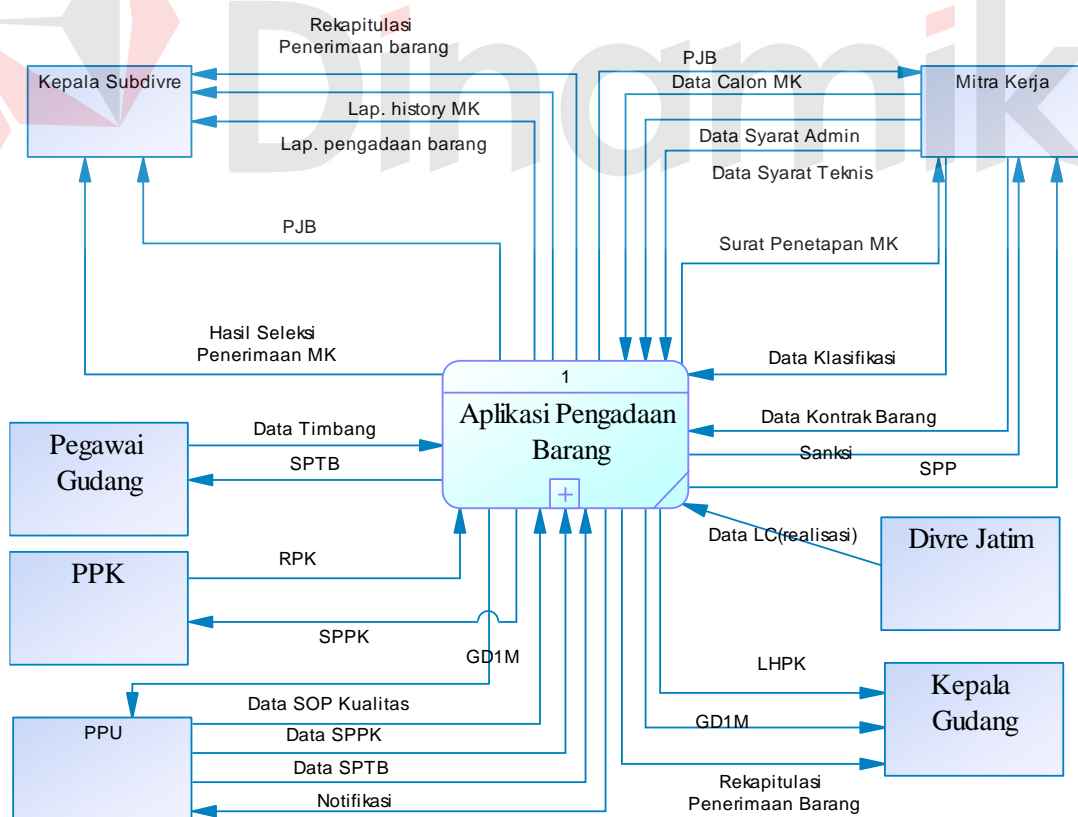 Dinamik
Rekapitulasi
Penerimaan barang
PJB
Kepala Subdivre
Data Calon MK
Mitra Kerja
Lap. history MK
Data Syarat Admin
Lap. pengadaan barang
Data Syarat Teknis
PJB
Surat Penetapan MK
Hasil Seleksi
Penerimaan MK
Data Klasifikasi
1
Aplikasi Pengadaan
Barang
Data Kontrak Barang
Pegawai
Gudang
Data Timbang
SPTB
Sanksi
SPP
Data LC(realisasi)
Divre Jatim
PPK
RPK
SPPK
GD1M
LHPK
Kepala
Gudang
Data SOP Kualitas
GD1M
PPU
Data SPPK
Data SPTB
Rekapitulasi
Penerimaan Barang
Notifikasi